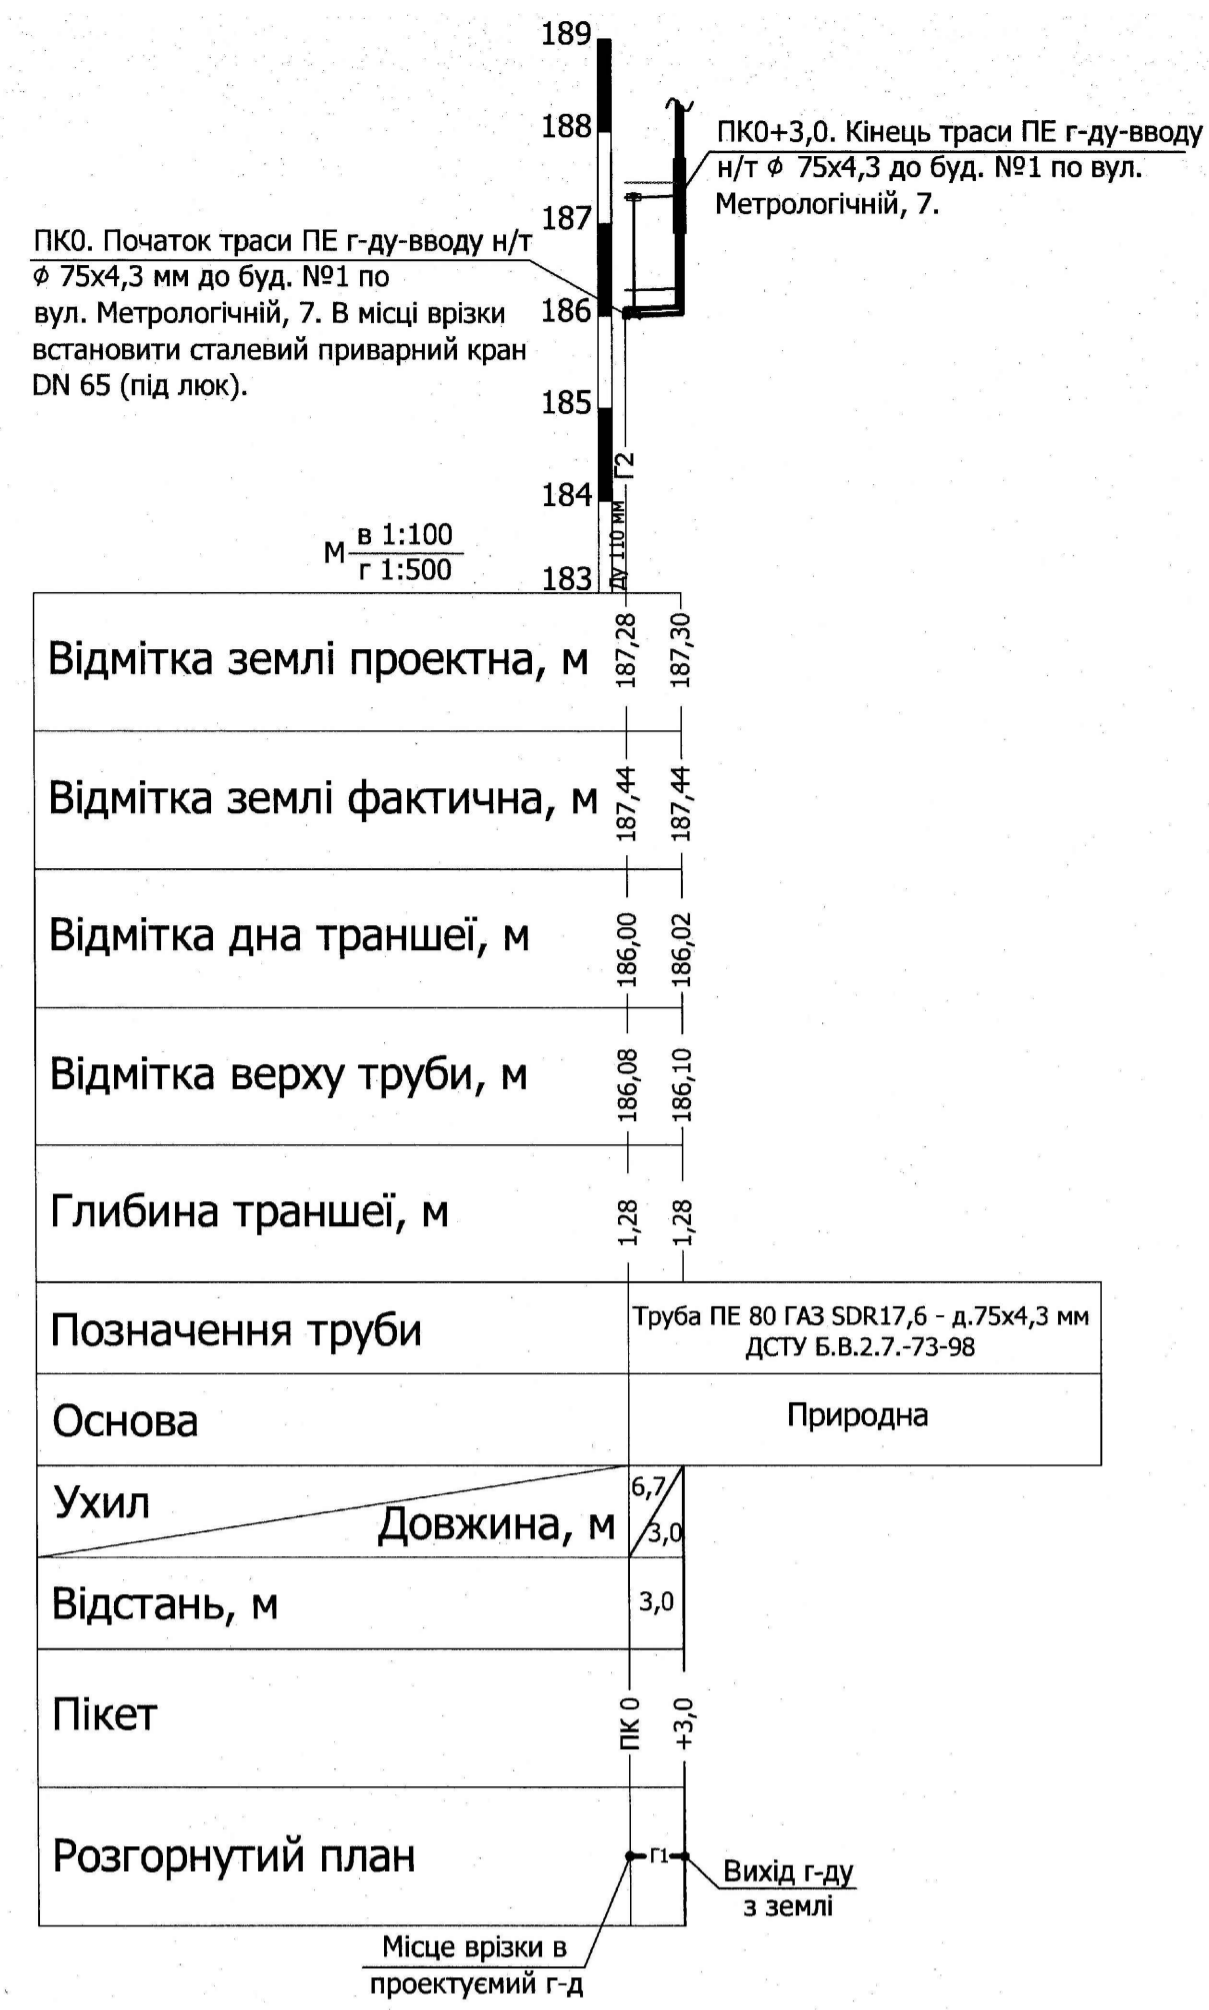 189
188
187
186
185
184
183
ПК0+3,0. Кінець траси ПЕ г-ду-вводу
н/т ϕ 75х4,3 до буд. №1 по вул.
Метрологічній, 7.
ПК0. Початок траси ПЕ г-ду-вводу н/т
ϕ 75х4,3 мм до буд. №1 по
вул. Метрологічній, 7. В місці врізки
встановити сталевий приварний кран
DN 65 (під люк).
Г2
Ду 110 мм
М в 1:100
г 1:500
Відмітка землі проектна, м 187,28 187,30
Відмітка землі фактична, м 187,44 187,44
Відмітка дна траншеї, м 186,00 186,02
Відмітка верху труби, м 186,08 186,10
Глибина траншеї, м 1,28 1,28
Позначення труби
Труба ПЕ 80 ГАЗ SDR17,6 - д.75х4,3 мм
ДСТУ Б.В.2.7.-73-98
Основа Природна
Ухил 6,7
Довжина, м 3,0
Відстань, м 3,0
Пікет ПК 0 +3,0
Розгорнутий план Г1
Вихід г-ду
з землі
Місце врізки в
проектуємий г-д